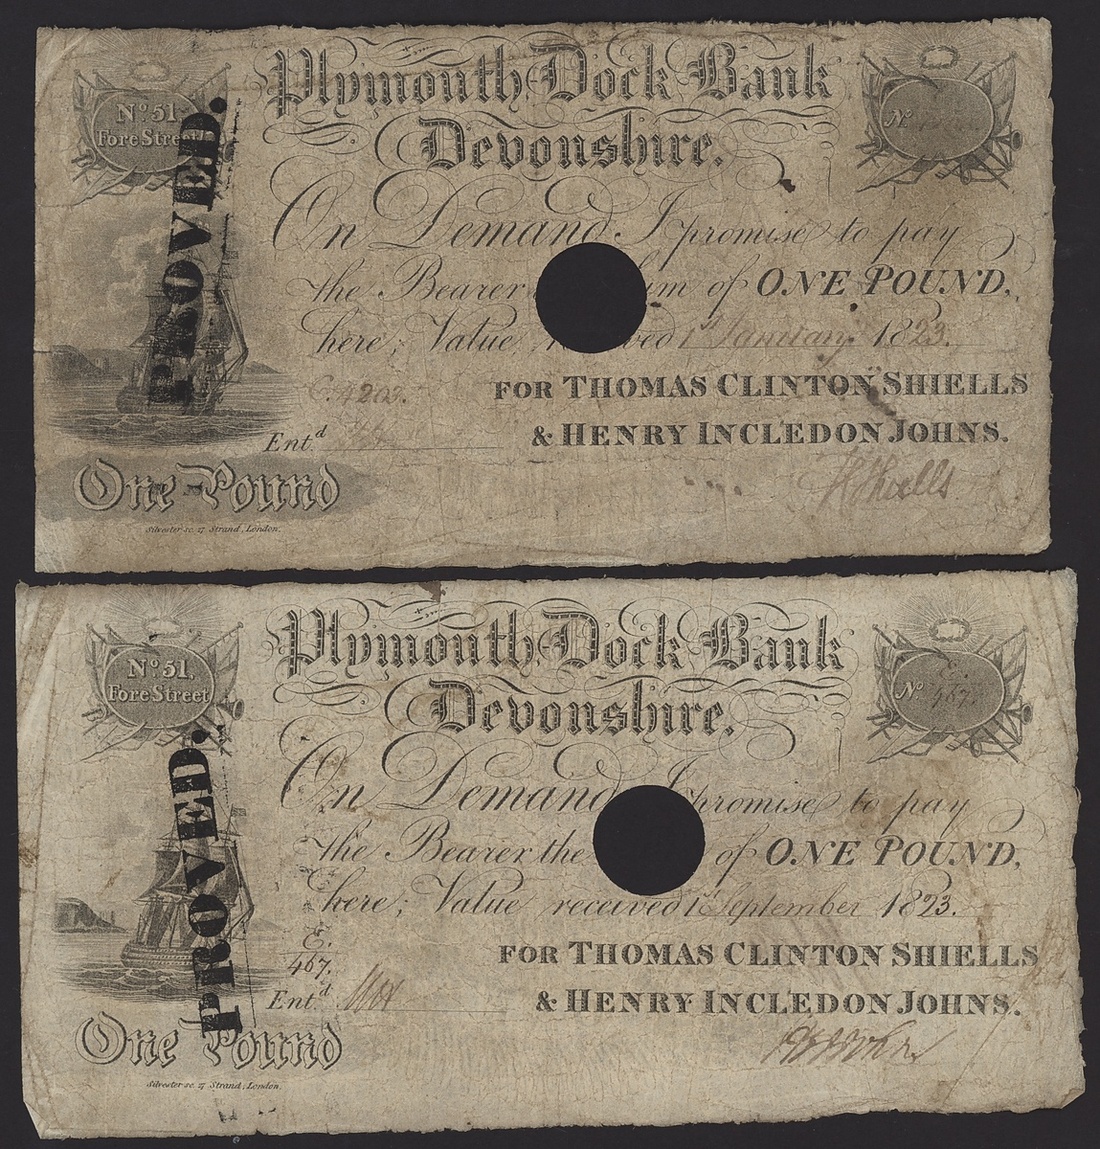 Plymouth Dock Bank
Devonshire.
No. 51
Fore Street
No
PROVED.
On Demand I promise to pay
the Bearer um of ONE POUND,
here; Value ved 1st January 1823.
C. 4203.
FOR THOMAS CLINTON SHIELLS
& HENRY INCLEDON JOHNS.
Entd
One Pound
Silvester sc. 27 Strand, London.
Plymouth Dock Bank
Devonshire.
No. 51,
Fore Street
No E. 467.
PROVED.
On Demand I promise to pay
the Bearer the of ONE POUND,
here; Value received 1st September 1823.
E.
467.
FOR THOMAS CLINTON SHIELLS
& HENRY INCLEDON JOHNS.
Entd
One Pound
Silvester sc. 27 Strand, London.